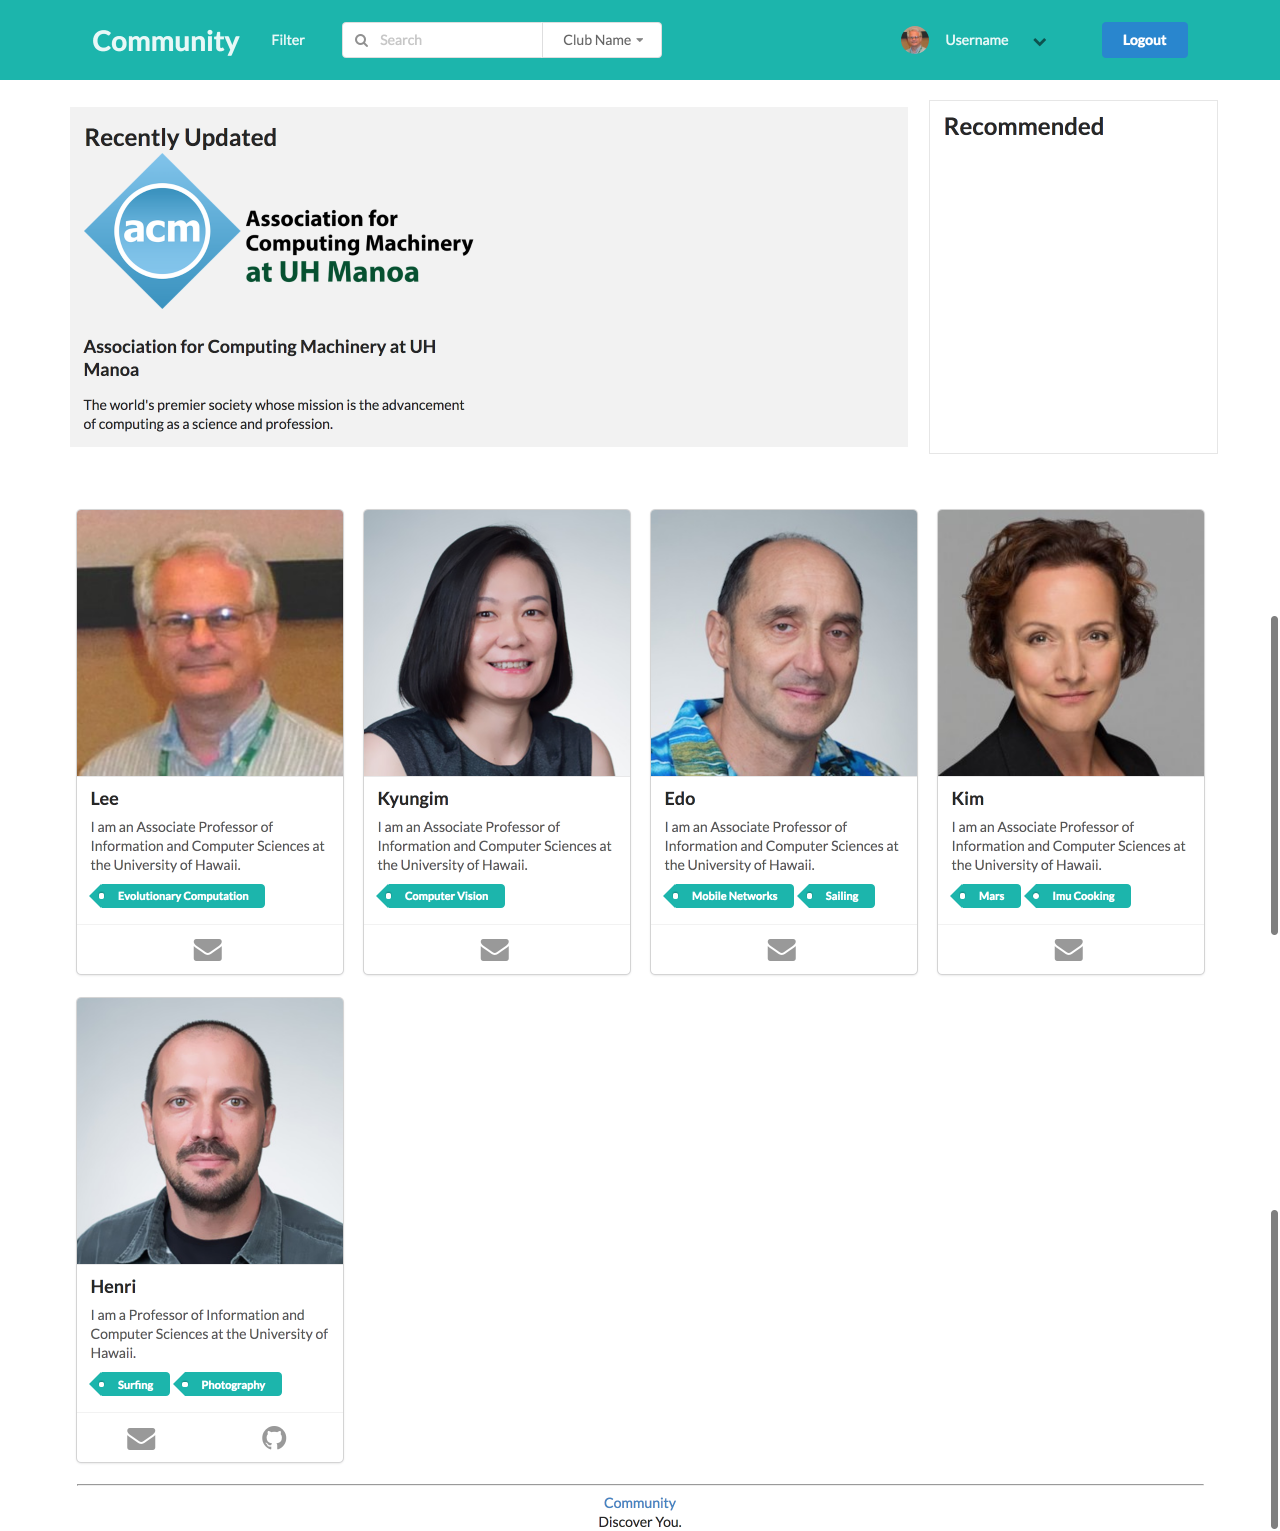 Community
Filter
Search
Club Name
Username
Logout
Recently Updated
acm
Association for
Computing Machinery
at UH Manoa
Association for Computing Machinery at UH
Manoa
The world's premier society whose mission is the advancement
of computing as a science and profession.
Recommended
Lee
I am an Associate Professor of
Information and Computer Sciences at
the University of Hawaii.
Evolutionary Computation
Kyungim
I am an Associate Professor of
Information and Computer Sciences at
the University of Hawaii.
Computer Vision
Edo
I am an Associate Professor of
Information and Computer Sciences at
the University of Hawaii.
Mobile Networks
Sailing
Kim
I am an Associate Professor of
Information and Computer Sciences at
the University of Hawaii.
Mars
Imu Cooking
Henri
I am a Professor of Information and
Computer Sciences at the University of
Hawaii.
Surfing
Photography
Community
Discover You.